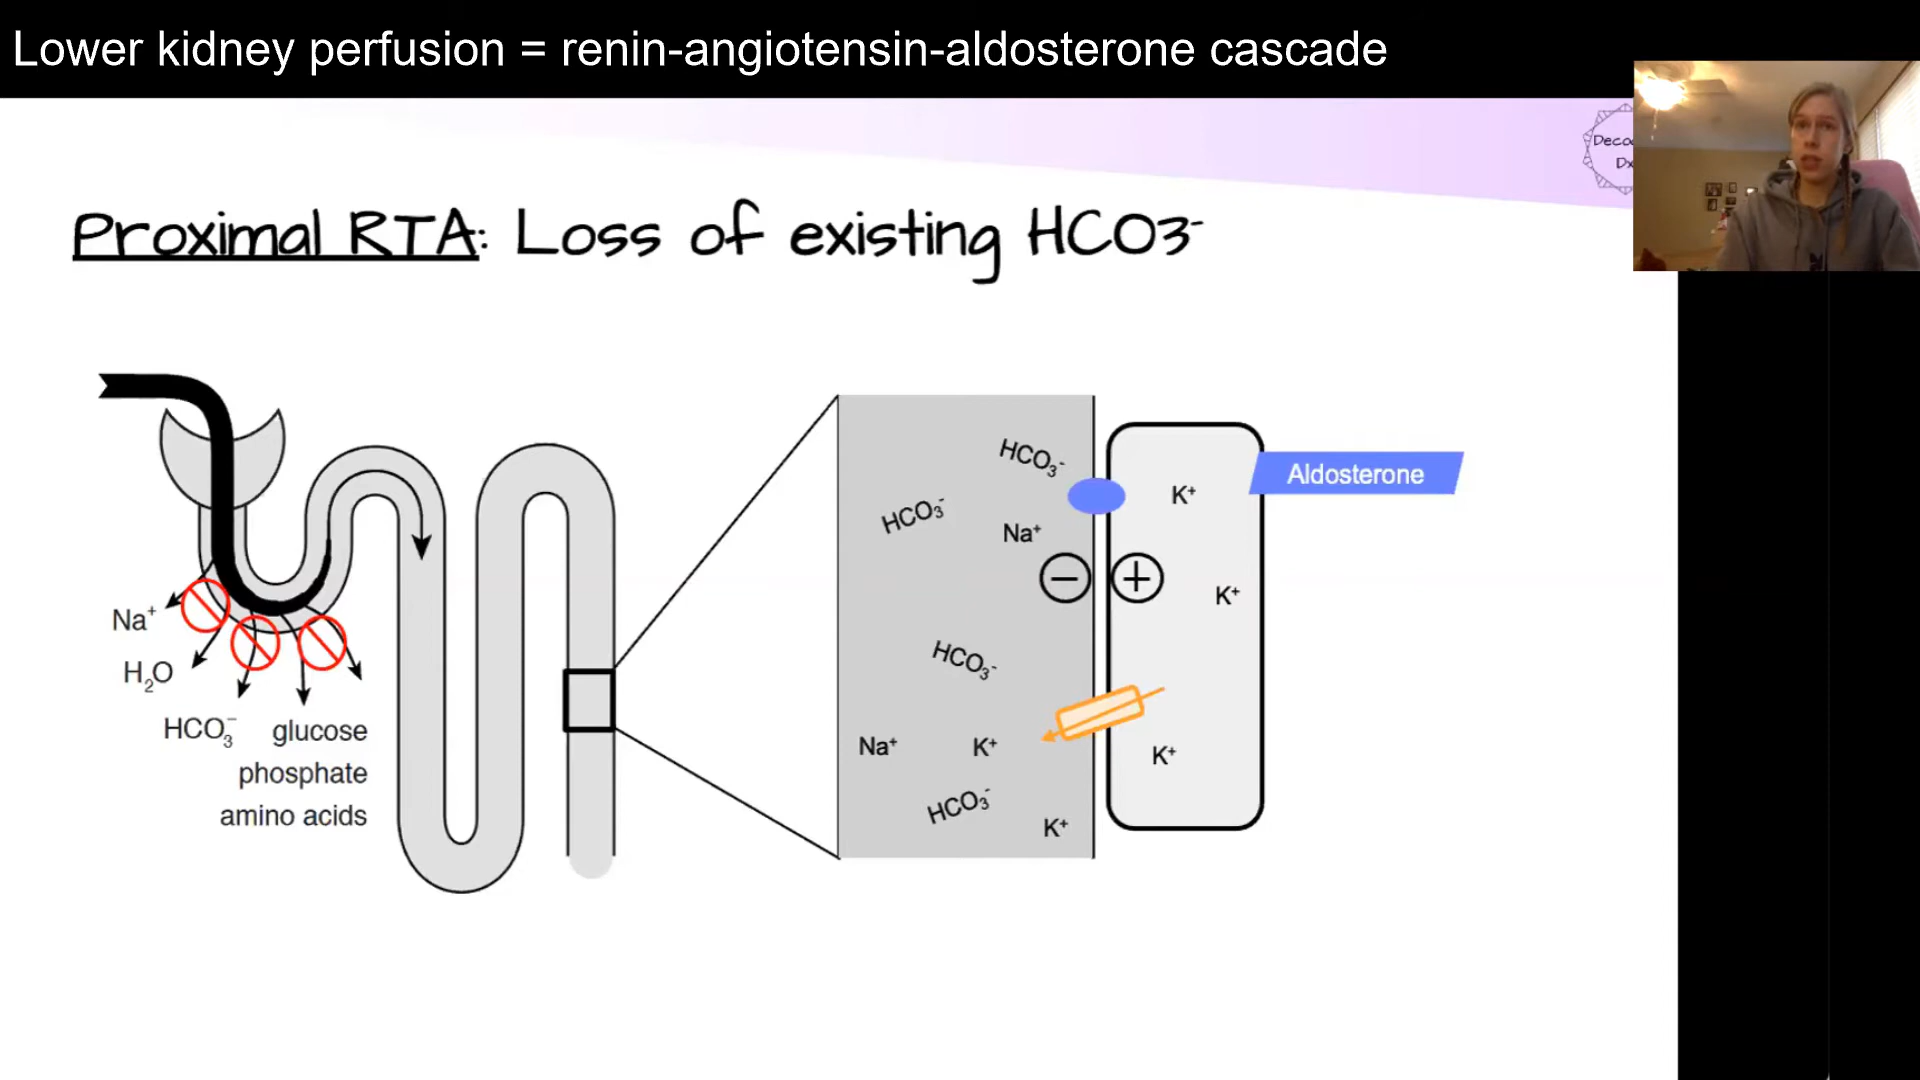 Lower kidney perfusion = renin-angiotensin-aldosterone cascade
Proximal RTA: Loss of existing HCO3⁻
Na⁺
H₂O
HCO₃⁻ glucose
phosphate
amino acids
HCO₃⁻
HCO₃⁻
Na⁺
HCO₃⁻
Na⁺ K⁺
HCO₃⁻
K⁺
− +
K⁺
K⁺
K⁺
Aldosterone